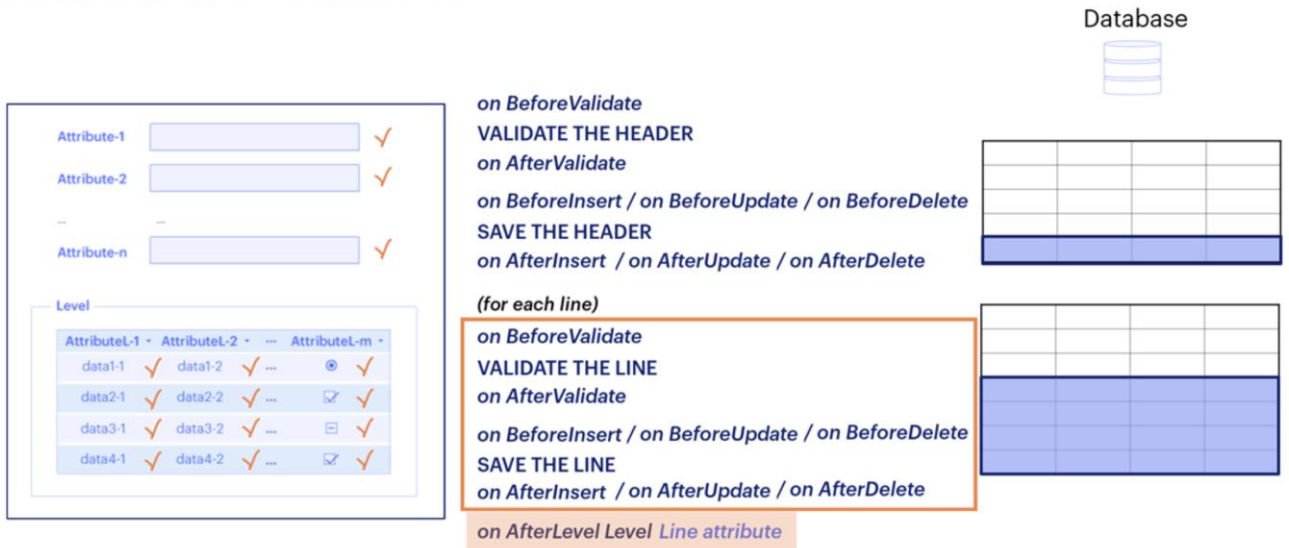 Database
on BeforeValidate
VALIDATE THE HEADER
on AfterValidate
on BeforeInsert / on BeforeUpdate / on BeforeDelete
SAVE THE HEADER
on AfterInsert / on AfterUpdate / on AfterDelete
Attribute-1
Attribute-2
... ...
Attribute-n
Level
AttributeL-1 AttributeL-2 ... AttributeL-m
data1-1 data1-2 ...
data2-1 data2-2 ...
data3-1 data3-2 ...
data4-1 data4-2 ...
(for each line)
on BeforeValidate
VALIDATE THE LINE
on AfterValidate
on BeforeInsert / on BeforeUpdate / on BeforeDelete
SAVE THE LINE
on AfterInsert / on AfterUpdate / on AfterDelete
on AfterLevel Level Line attribute